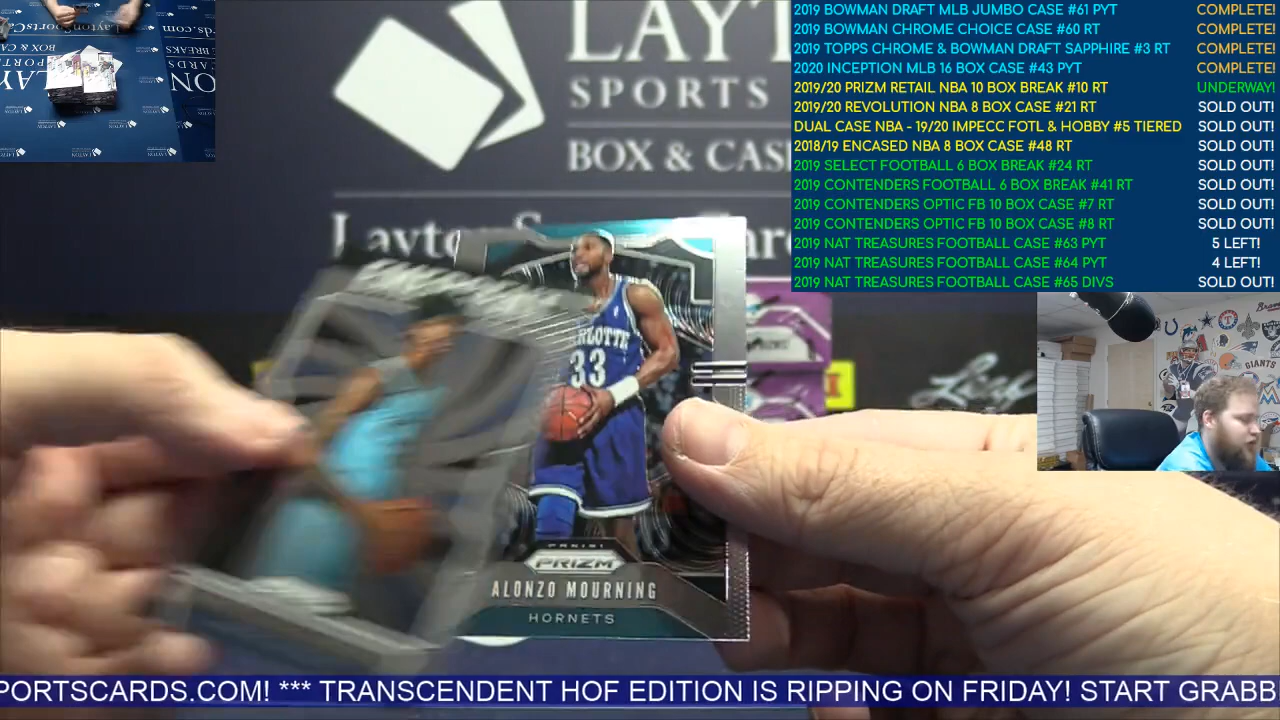 2019 BOWMAN DRAFT MLB JUMBO CASE #61 PYT COMPLETE!
2019 BOWMAN CHROME CHOICE CASE #60 RT COMPLETE!
2019 TOPPS CHROME & BOWMAN DRAFT SAPPHIRE #3 RT COMPLETE!
2020 INCEPTION MLB 16 BOX CASE #43 PYT COMPLETE!
2019/20 PRIZM RETAIL NBA 10 BOX BREAK #10 RT UNDERWAY!
2019/20 REVOLUTION NBA 8 BOX CASE #21 RT SOLD OUT!
DUAL CASE NBA - 19/20 IMPECC FOTL & HOBBY #5 TIERED SOLD OUT!
2018/19 ENCASED NBA 8 BOX CASE #48 RT SOLD OUT!
2019 SELECT FOOTBALL 6 BOX BREAK #24 RT SOLD OUT!
2019 CONTENDERS FOOTBALL 6 BOX BREAK #41 RT SOLD OUT!
2019 CONTENDERS OPTIC FB 10 BOX CASE #7 RT SOLD OUT!
2019 CONTENDERS OPTIC FB 10 BOX CASE #8 RT SOLD OUT!
2019 NAT TREASURES FOOTBALL CASE #63 PYT 5 LEFT!
2019 NAT TREASURES FOOTBALL CASE #64 PYT 4 LEFT!
2019 NAT TREASURES FOOTBALL CASE #65 DIVS SOLD OUT!
LAYT
SPORTS
BOX & CAS
Layto
Leaf
GIANTS
RLOTTE
33
PANINI
PRIZM
ALONZO MOURNING
HORNETS
PORTSCARDS.COM! *** TRANSCENDENT HOF EDITION IS RIPPING ON FRIDAY! START GRABB